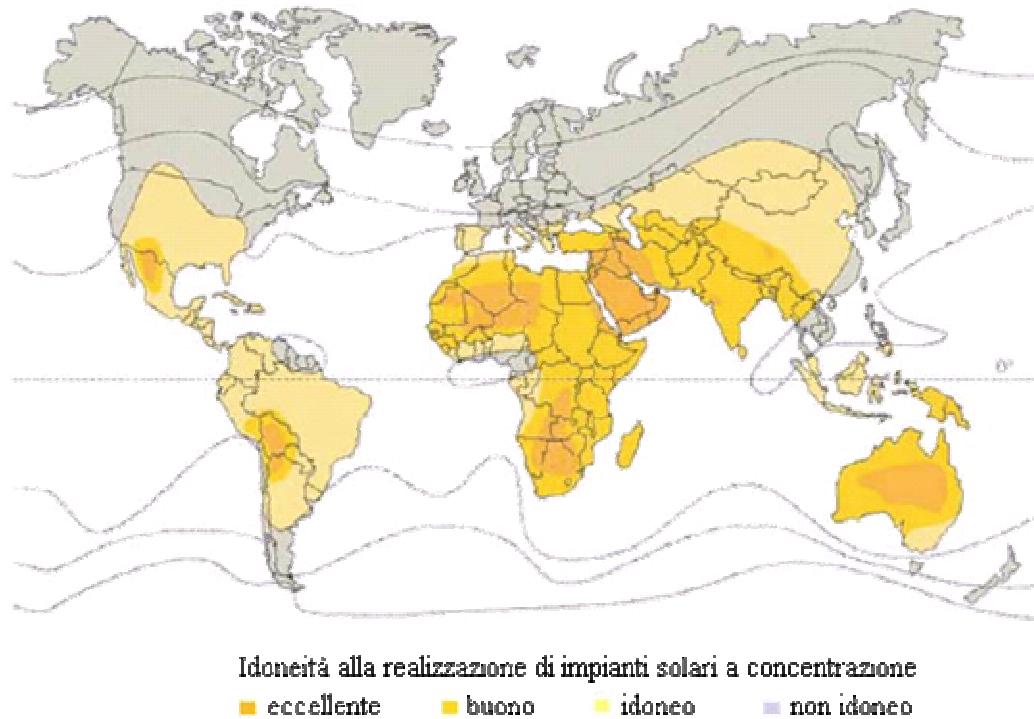 0°
Idoneità alla realizzazione di impianti solari a concentrazione
eccellente buono idoneo non idoneo